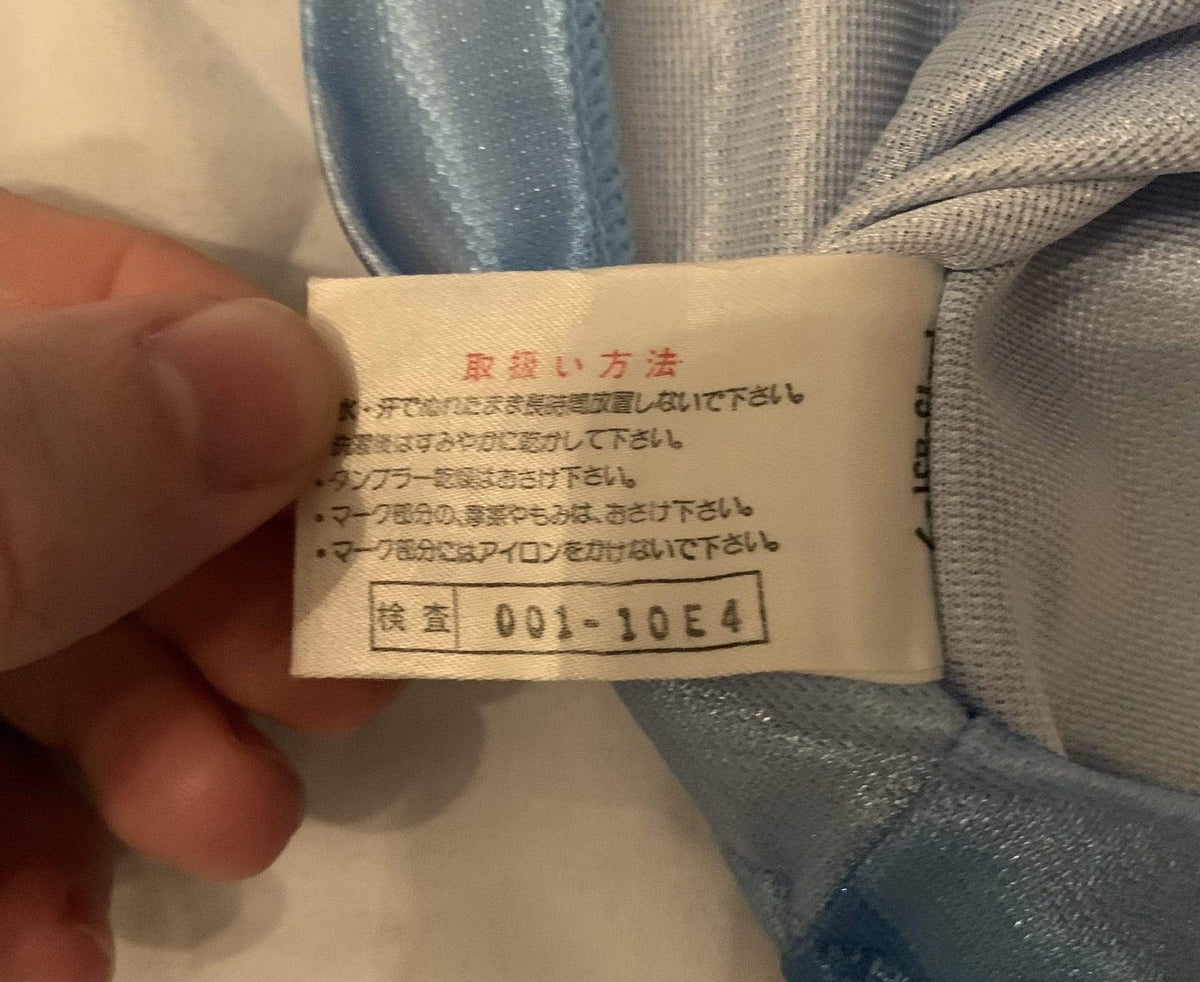 取扱い方法
水・汗でぬれたまま長時間放置しないで下さい。
洗濯後はすみやかに乾かして下さい。
・タンブラー乾燥はおさけ下さい。
・マーク部分の、摩擦やもみは、おさけ下さい。
・マーク部分にはアイロンをかけないで下さい。
検査 001-10E4